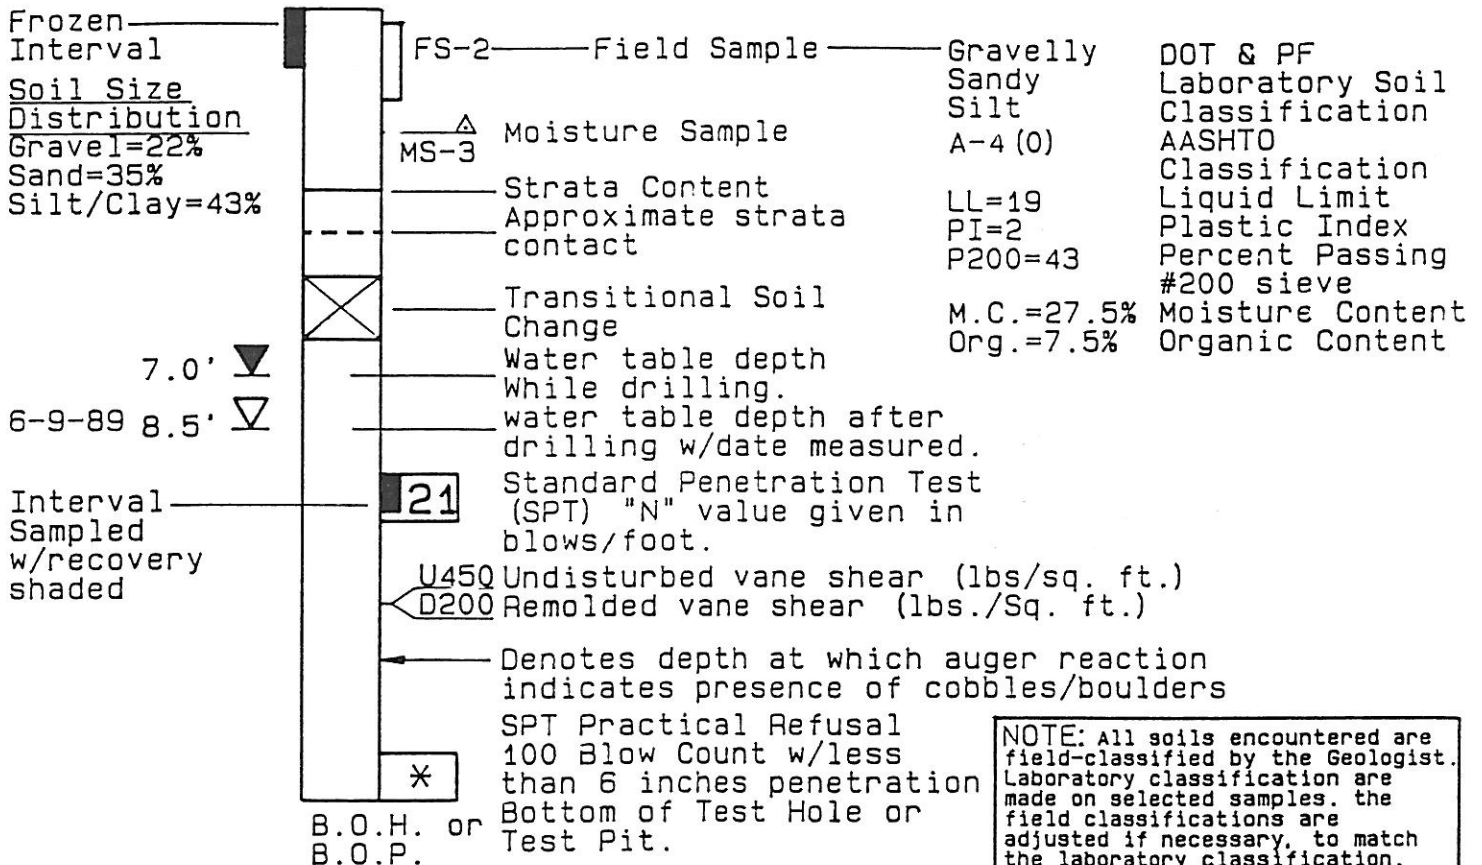 Frozen
Interval
Soil Size
Distribution
Gravel=22%
Sand=35%
Silt/Clay=43%
FS-2
Field Sample
Gravelly
Sandy
Silt
DOT & PF
Laboratory Soil
Classification
A-4 (0)
AASHTO
Classification
LL=19
Liquid Limit
PI=2
Plastic Index
P200=43
Percent Passing
#200 sieve
M.C.=27.5%
Moisture Content
Org.=7.5%
Organic Content
MS-3
Moisture Sample
Strata Content
Approximate strata
contact
Transitional Soil
Change
7.0'
Water table depth
While drilling.
6-9-89 8.5'
water table depth after
drilling w/date measured.
Interval
Sampled
w/recovery
shaded
21
Standard Penetration Test
(SPT) "N" value given in
blows/foot.
U450 Undisturbed vane shear (lbs/sq. ft.)
D200 Remolded vane shear (lbs./Sq. ft.)
Denotes depth at which auger reaction
indicates presence of cobbles/boulders
*
SPT Practical Refusal
100 Blow Count w/less
than 6 inches penetration
B.O.H. or
B.O.P.
Bottom of Test Hole or
Test Pit.
NOTE: All soils encountered are
field-classified by the Geologist.
Laboratory classification are
made on selected samples. the
field classifications are
adjusted if necessary, to match
the laboratory classification.